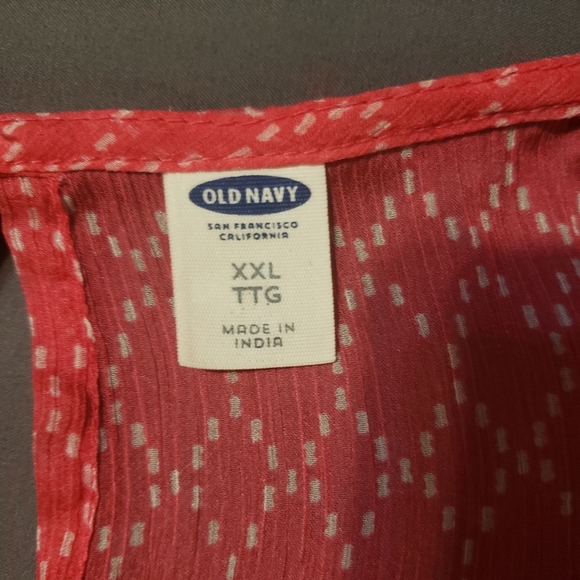 OLD NAVY
SAN FRANCISCO
CALIFORNIA
XXL
TTG
MADE IN
INDIA